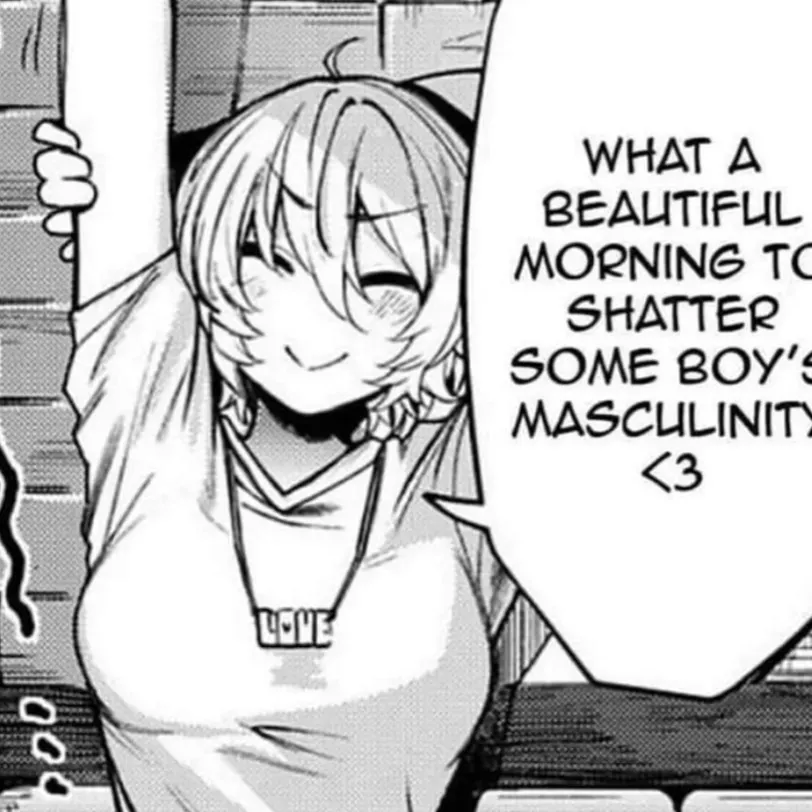 WHAT A
BEAUTIFUL
MORNING TO
SHATTER
SOME BOY'S
MASCULINITY
<3
LOVE